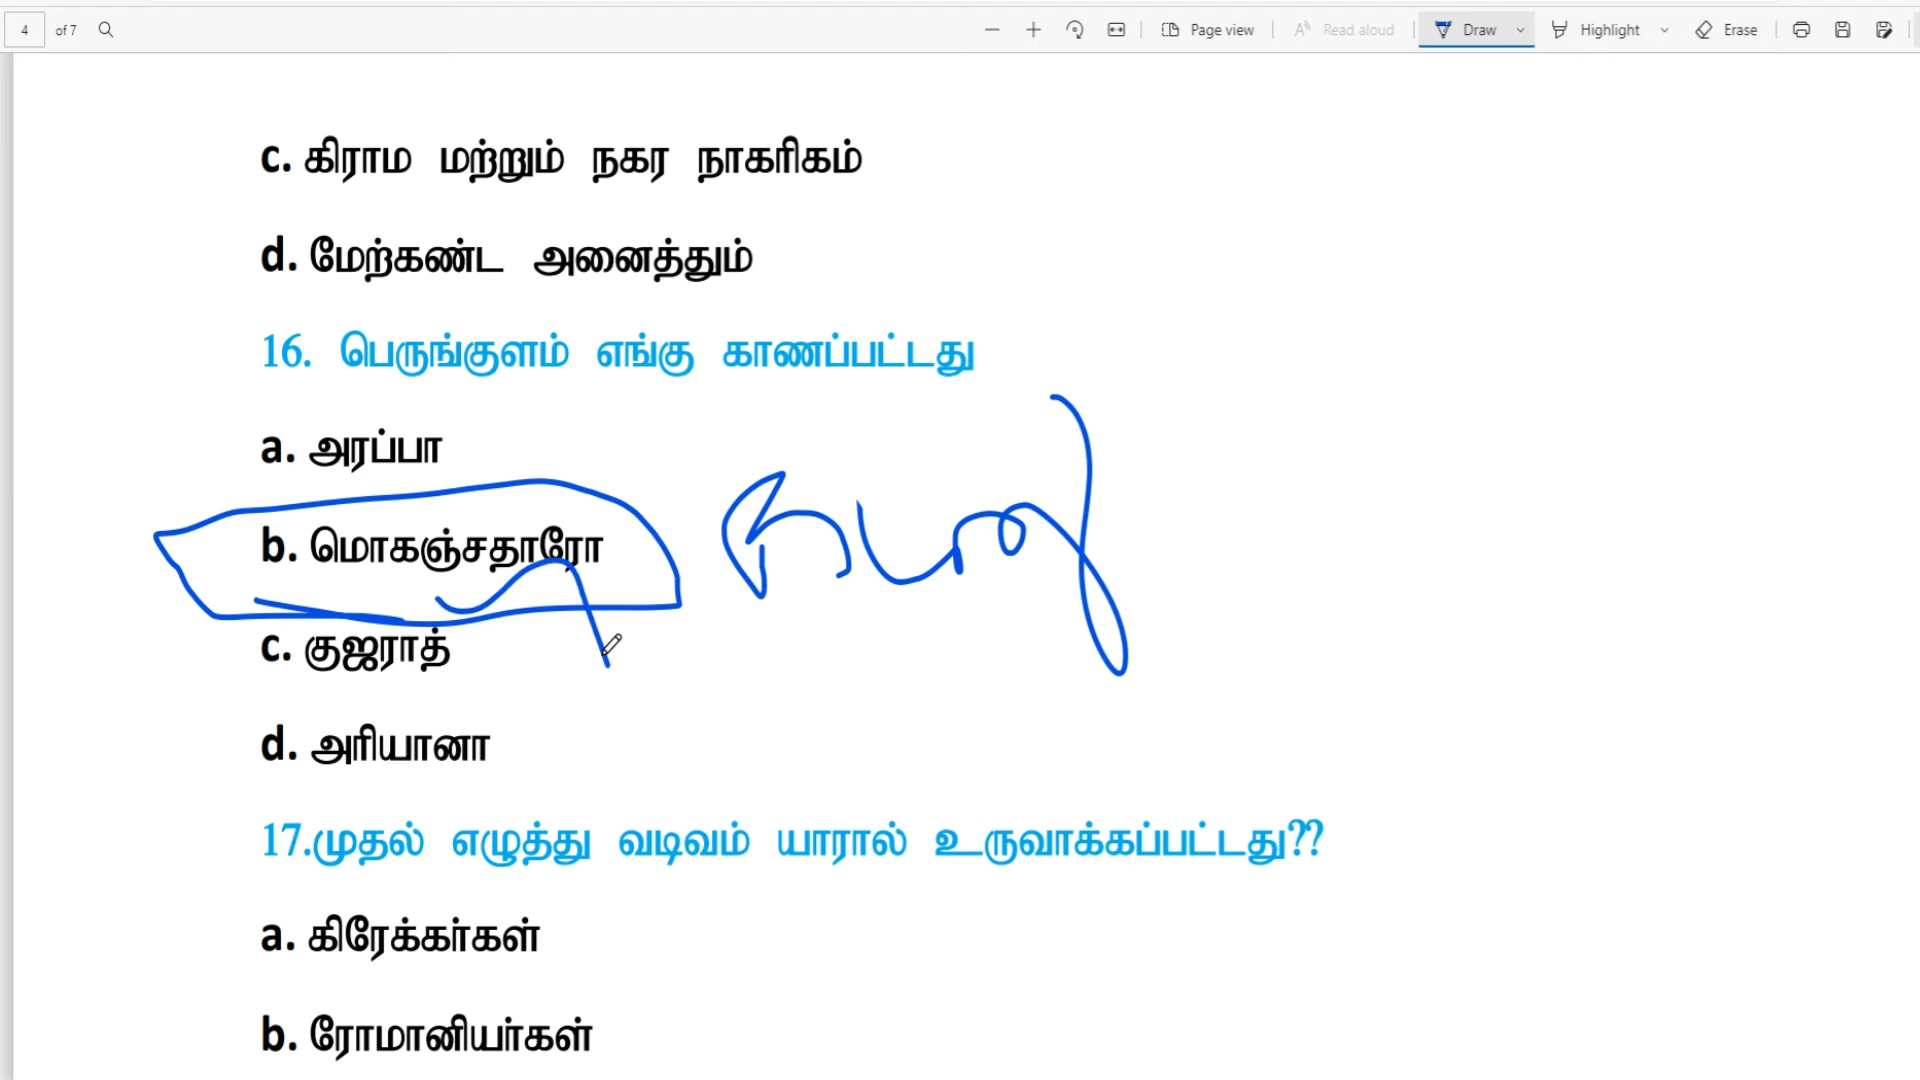 4 of 7 Page view Read aloud Draw Highlight Erase
c. கிராம மற்றும் நகர நாகரிகம்
d. மேற்கண்ட அனைத்தும்
16. பெருங்குளம் எங்கு காணப்பட்டது
a. அரப்பா
b. மொகஞ்சதாரோ
c. குஜராத்
d. அரியானா
17.முதல் எழுத்து வடிவம் யாரால் உருவாக்கப்பட்டது??
a. கிரேக்கர்கள்
b. ரோமானியர்கள்